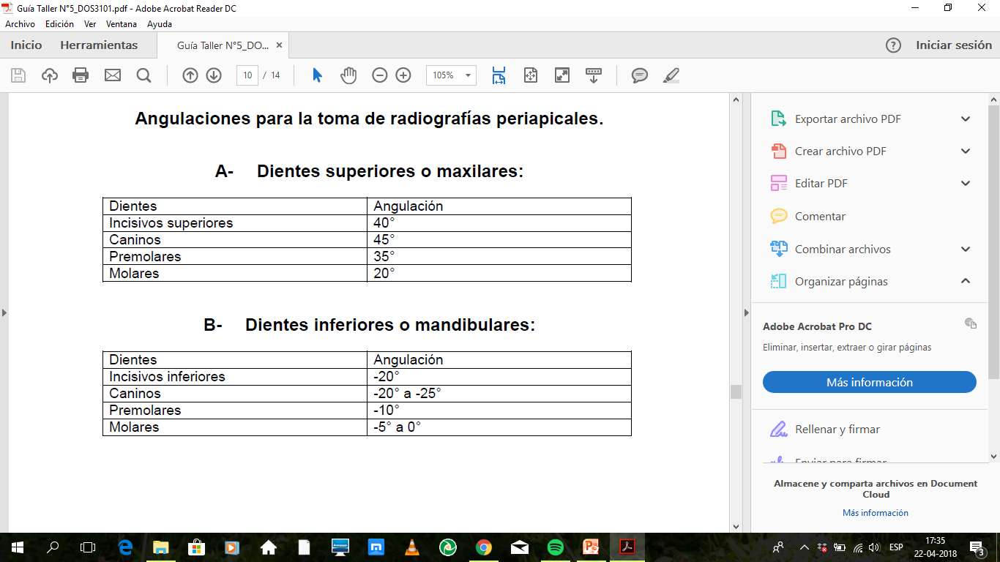 Guía Taller N°5_DOS3101.pdf - Adobe Acrobat Reader DC
Archivo Edición Ver Ventana Ayuda
Inicio Herramientas Guía Taller N°5_DO... × Iniciar sesión
10 / 14 105%
Angulaciones para la toma de radiografías periapicales.
A- Dientes superiores o maxilares:
Dientes Angulación
Incisivos superiores 40°
Caninos 45°
Premolares 35°
Molares 20°
B- Dientes inferiores o mandibulares:
Dientes Angulación
Incisivos inferiores -20°
Caninos -20° a -25°
Premolares -10°
Molares -5° a 0°
Exportar archivo PDF
Crear archivo PDF
Editar PDF
Comentar
Combinar archivos
Organizar páginas
Adobe Acrobat Pro DC
Eliminar, insertar, extraer o girar páginas
Más información
Rellenar y firmar
Enviar para firmar
Almacene y comparta archivos en Document
Cloud
Más información
ESP
17:35
22-04-2018
3